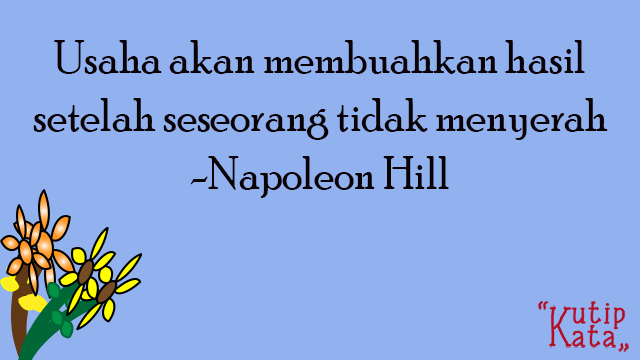 Usaha akan membuahkan hasil
setelah seseorang tidak menyerah
-Napoleon Hill
"Kutip
Kata„